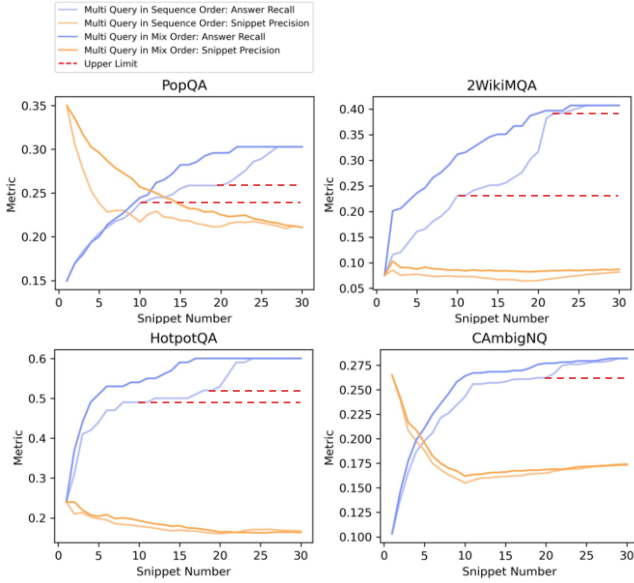 Multi Query in Sequence Order: Answer Recall
Multi Query in Sequence Order: Snippet Precision
Multi Query in Mix Order: Answer Recall
Multi Query in Mix Order: Snippet Precision
Upper Limit
PopQA
0.35
0.30
0.25
0.20
0.15
Metric
0 5 10 15 20 25 30
Snippet Number
2WikiMQA
0.40
0.35
0.30
0.25
0.20
0.15
0.10
0.05
Metric
0 5 10 15 20 25 30
Snippet Number
HotpotQA
0.6
0.5
0.4
0.3
0.2
Metric
0 5 10 15 20 25 30
Snippet Number
CAmbigNQ
0.275
0.250
0.225
0.200
0.175
0.150
0.125
0.100
Metric
0 5 10 15 20 25 30
Snippet Number